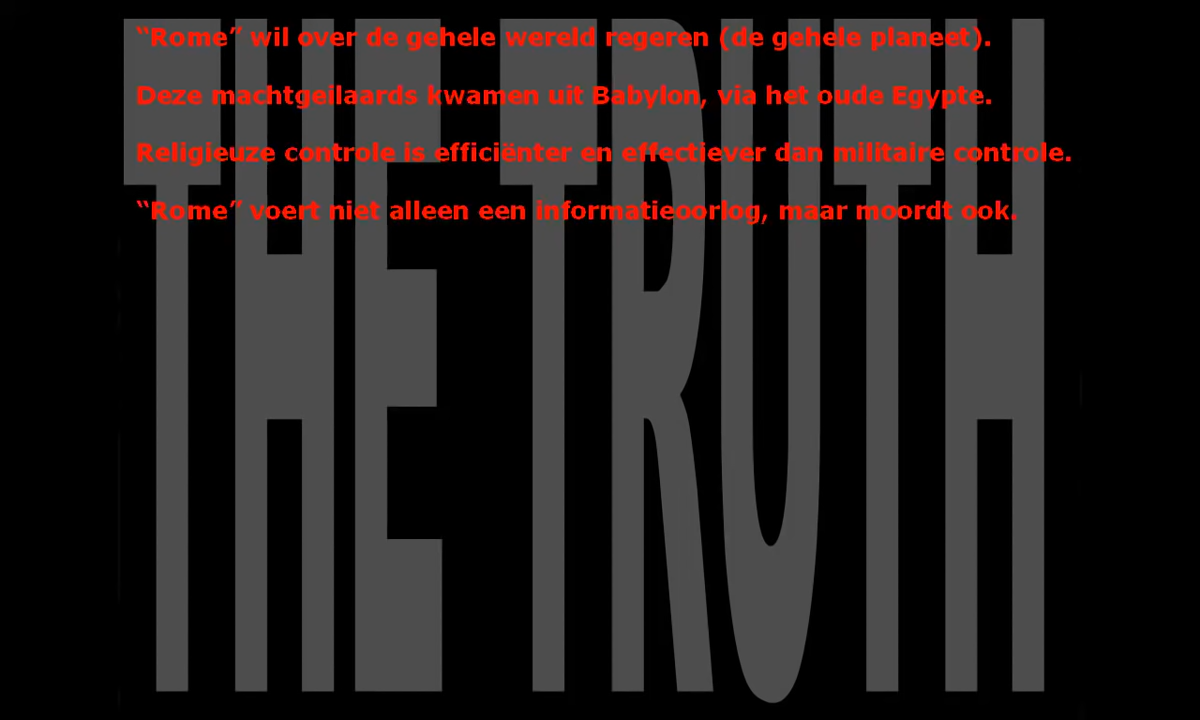 THE TRUTH
“Rome” wil over de gehele wereld regeren (de gehele planeet).
Deze machtgeilaards kwamen uit Babylon, via het oude Egypte.
Religieuze controle is efficiënter en effectiever dan militaire controle.
“Rome” voert niet alleen een informatieoorlog, maar moordt ook.